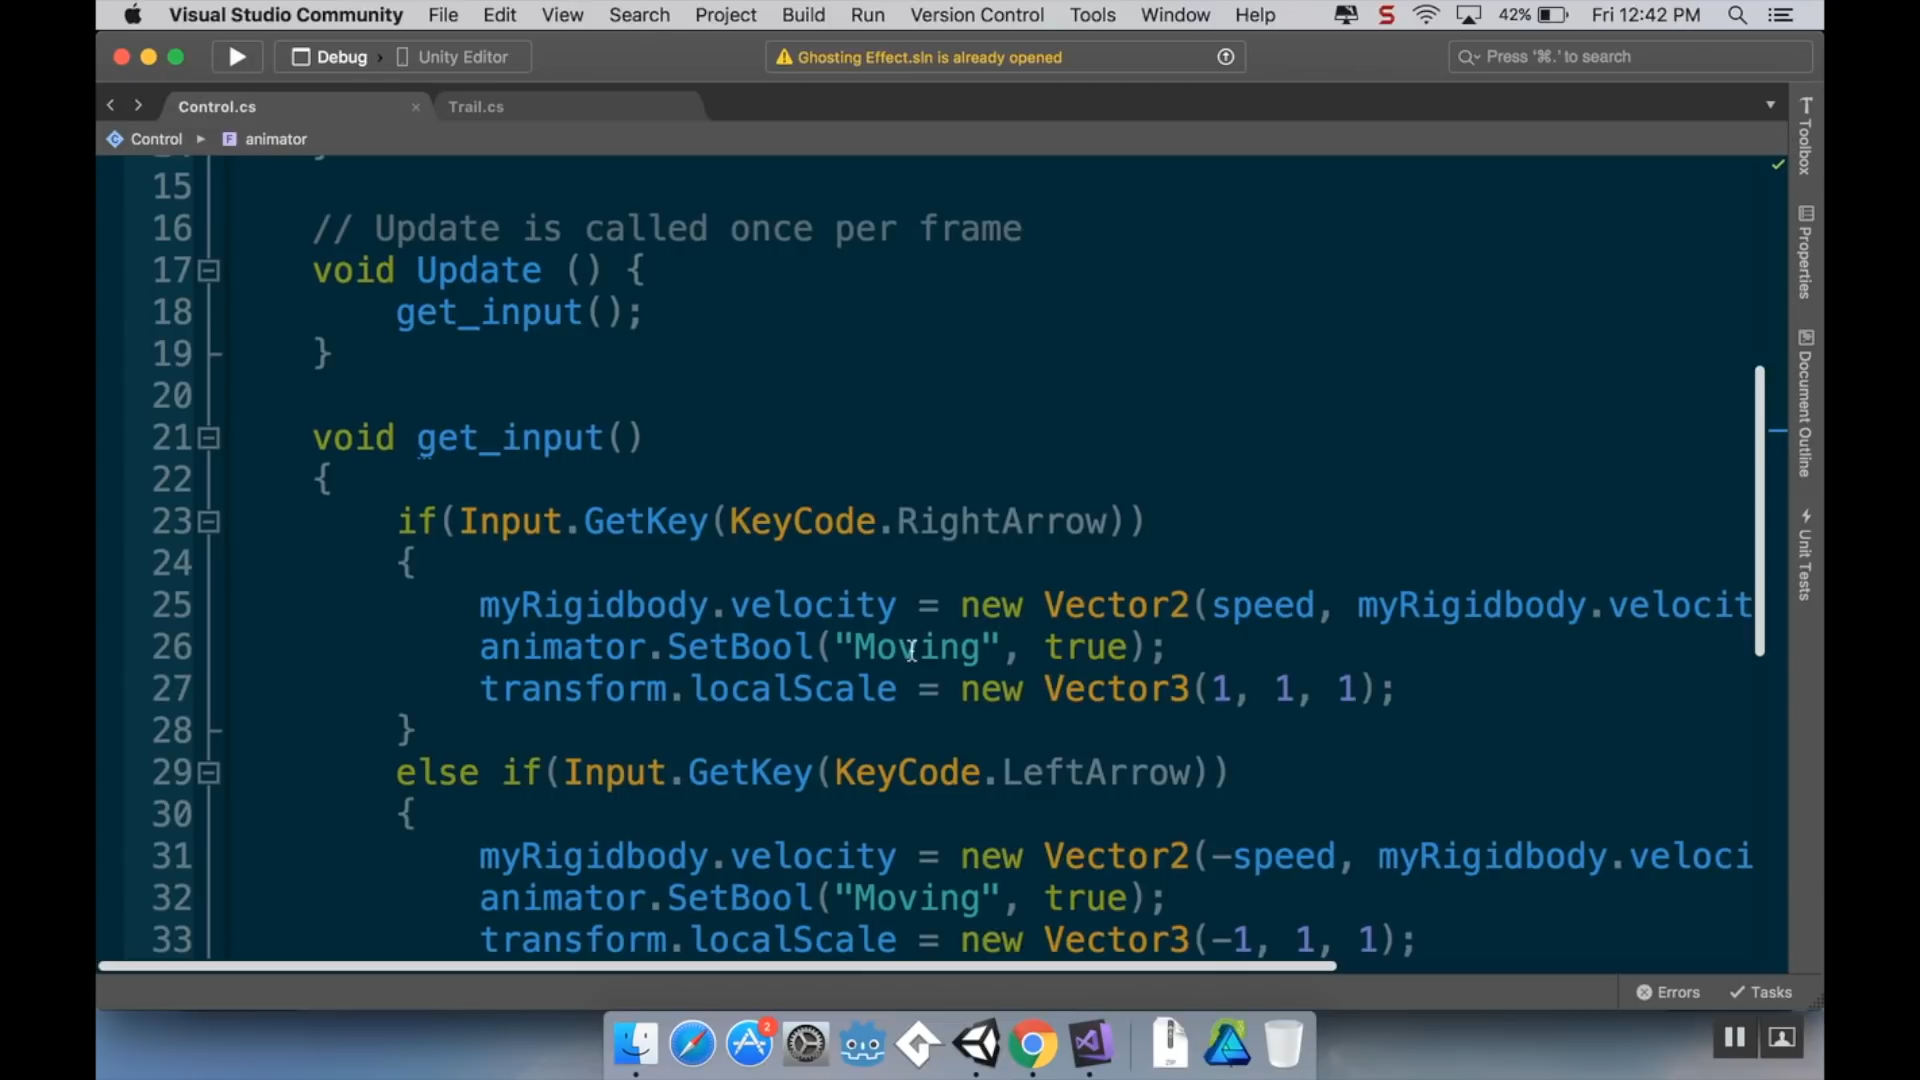 Visual Studio Community File Edit View Search Project Build Run Version Control Tools Window Help S 42% Fri 12:42 PM
Debug Unity Editor Ghosting Effect.sln is already opened Press '⌘.' to search
Control.cs × Trail.cs
Control animator
15
16 // Update is called once per frame
17 void Update () {
18 get_input();
19 }
20
21 void get_input()
22 {
23 if(Input.GetKey(KeyCode.RightArrow))
24 {
25 myRigidbody.velocity = new Vector2(speed, myRigidbody.velocit
26 animator.SetBool("Moving", true);
27 transform.localScale = new Vector3(1, 1, 1);
28 }
29 else if(Input.GetKey(KeyCode.LeftArrow))
30 {
31 myRigidbody.velocity = new Vector2(-speed, myRigidbody.veloci
32 animator.SetBool("Moving", true);
33 transform.localScale = new Vector3(-1, 1, 1);
Toolbox
Properties
Document Outline
Unit Tests
Errors Tasks
2
ZIP